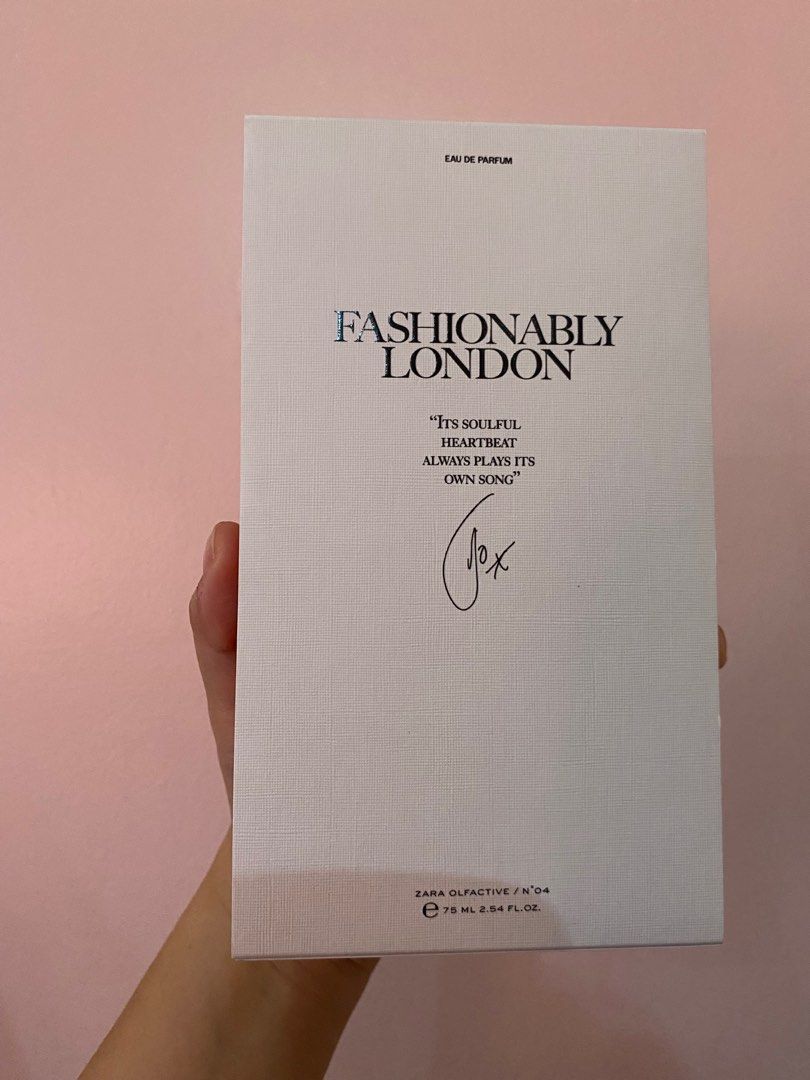 EAU DE PARFUM
FASHIONABLY
LONDON
“ITS SOULFUL
HEARTBEAT
ALWAYS PLAYS ITS
OWN SONG”
Jo x
ZARA OLFACTIVE / N°04
℮ 75 ML 2.54 FL.OZ.